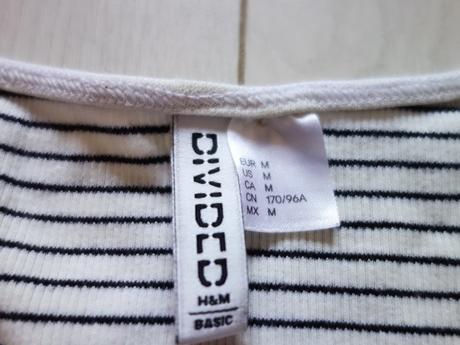 DIVIDED
H&M
BASIC
EUR M
US M
CA M
CN 170/96A
MX M